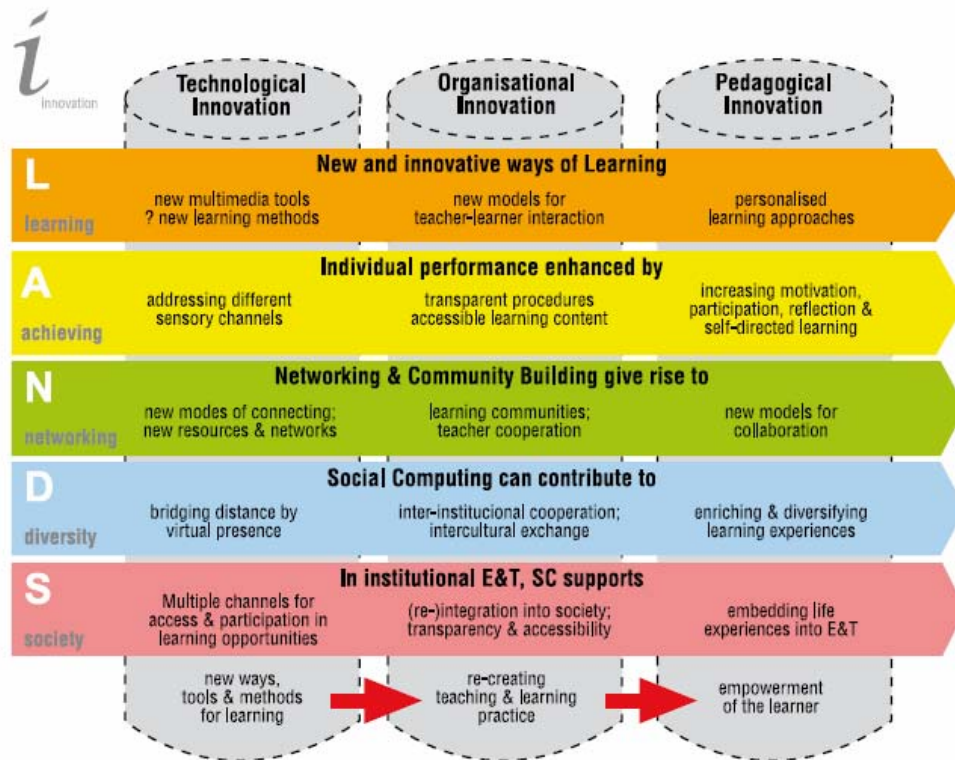 i
innovation
Technological
Innovation
Organisational
Innovation
Pedagogical
Innovation
L
learning
New and innovative ways of Learning
new multimedia tools
? new learning methods
new models for
teacher-learner interaction
personalised
learning approaches
A
achieving
Individual performance enhanced by
addressing different
sensory channels
transparent procedures
accessible learning content
increasing motivation,
participation, reflection &
self-directed learning
N
networking
Networking & Community Building give rise to
new modes of connecting;
new resources & networks
learning communities;
teacher cooperation
new models for
collaboration
D
diversity
Social Computing can contribute to
bridging distance by
virtual presence
inter-institucional cooperation;
intercultural exchange
enriching & diversifying
learning experiences
S
society
In institutional E&T, SC supports
Multiple channels for
access & participation in
learning opportunities
(re-)integration into society;
transparency & accessibility
embedding life
experiences into E&T
new ways,
tools & methods
for learning
re-creating
teaching & learning
practice
empowerment
of the learner